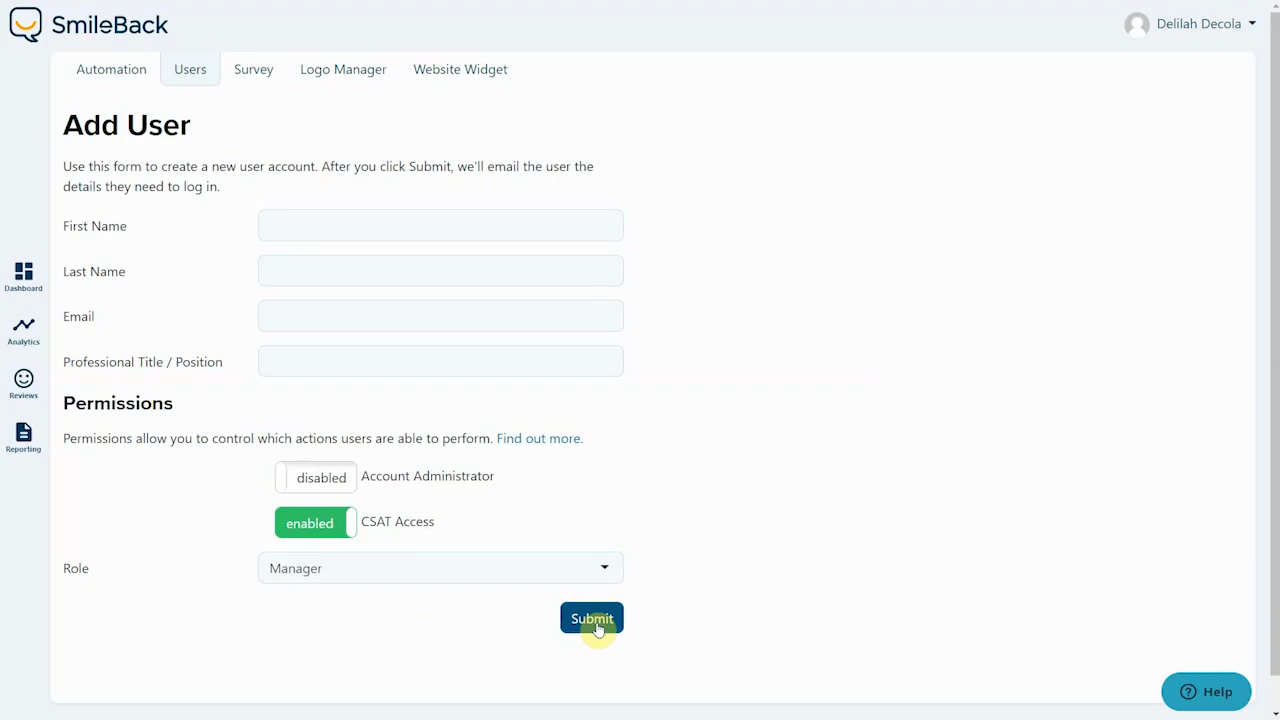 SmileBack
Delilah Decola
Automation
Users
Survey
Logo Manager
Website Widget
Add User
Use this form to create a new user account. After you click Submit, we'll email the user the
details they need to log in.
First Name
Last Name
Email
Professional Title / Position
Dashboard
Analytics
Reviews
Reporting
Permissions
Permissions allow you to control which actions users are able to perform. Find out more.
disabled Account Administrator
enabled CSAT Access
Role Manager
Submit
Help